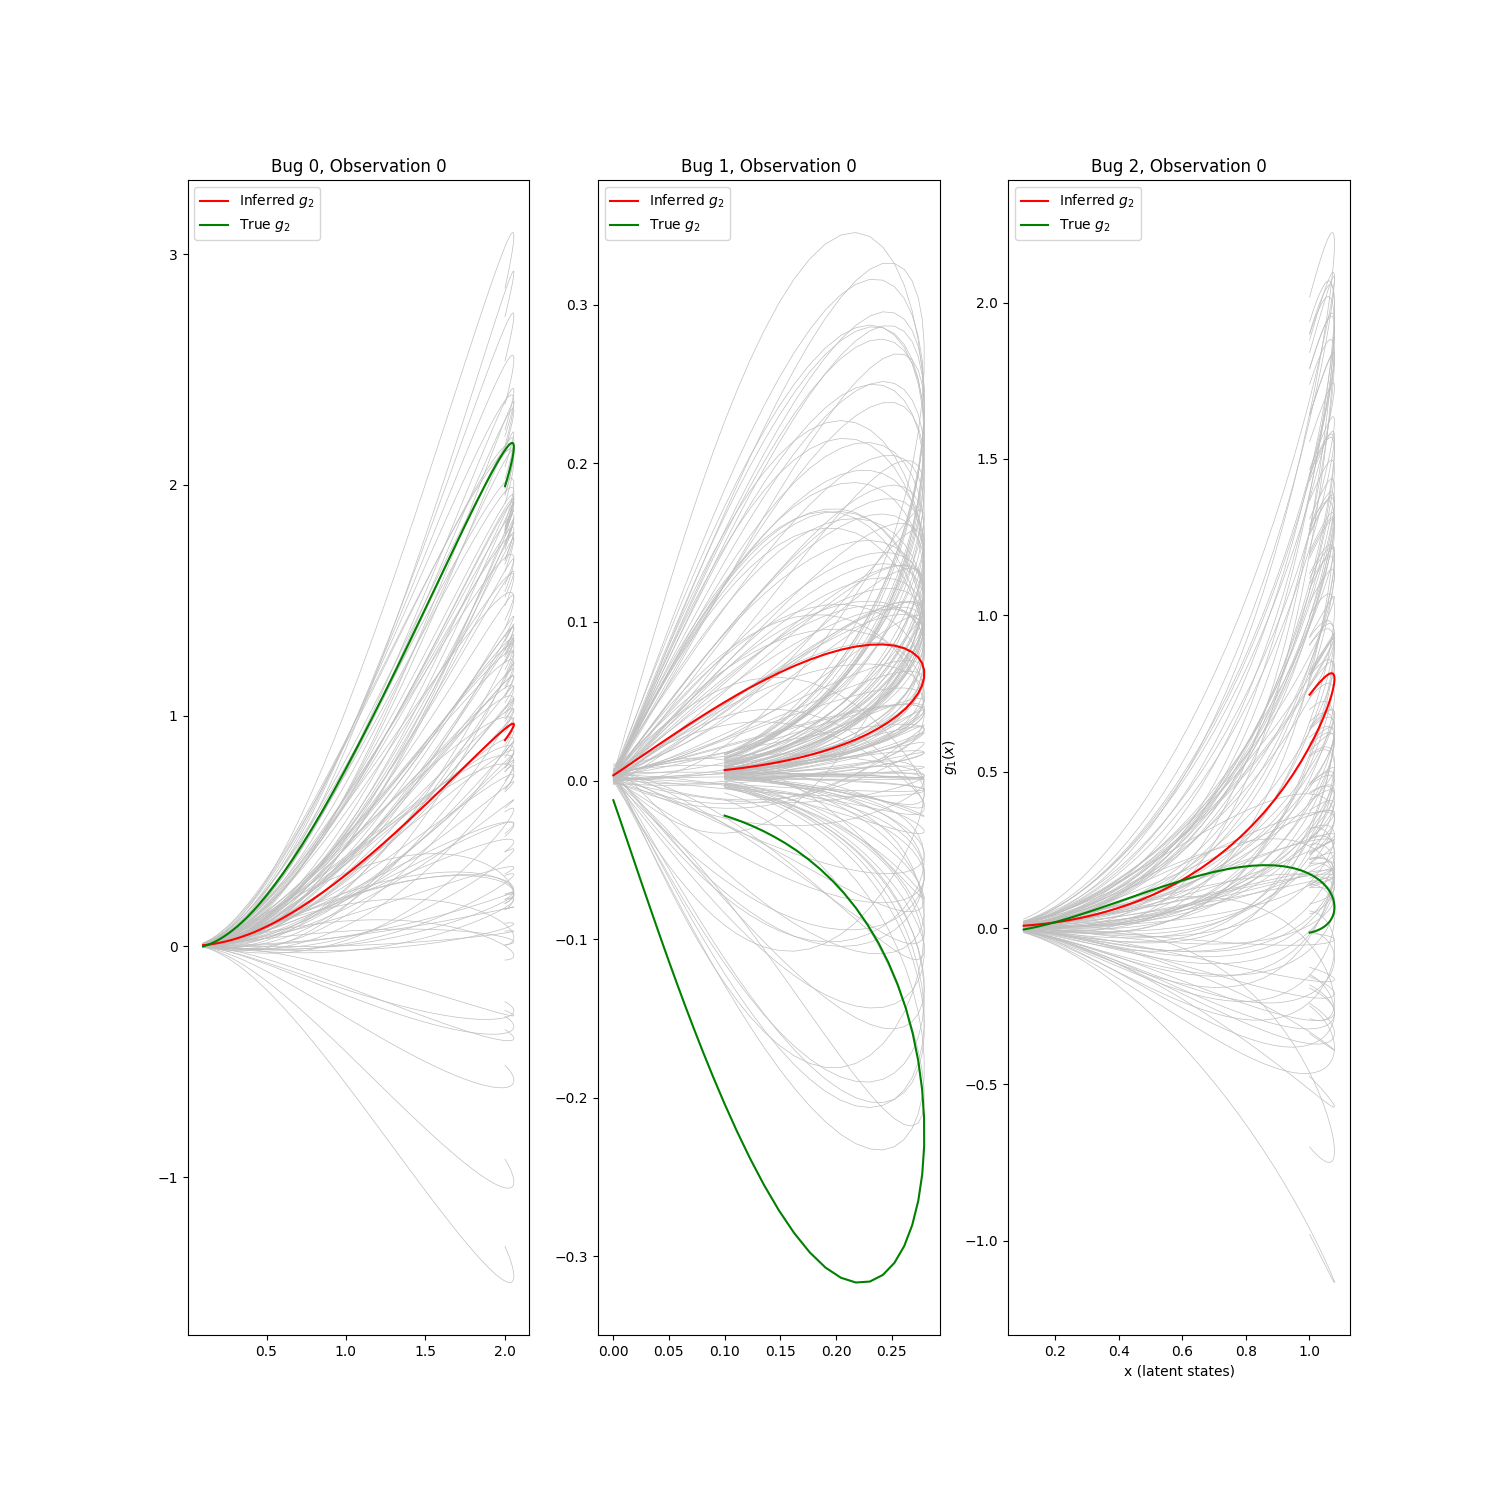 Bug 0, Observation 0
Inferred g₂
True g₂
3
2
1
0
−1
0.5 1.0 1.5 2.0
Bug 1, Observation 0
Inferred g₂
True g₂
0.3
0.2
0.1
0.0
−0.1
−0.2
−0.3
0.00 0.05 0.10 0.15 0.20 0.25
Bug 2, Observation 0
Inferred g₂
True g₂
g₁(x)
2.0
1.5
1.0
0.5
0.0
−0.5
−1.0
0.2 0.4 0.6 0.8 1.0
x (latent states)